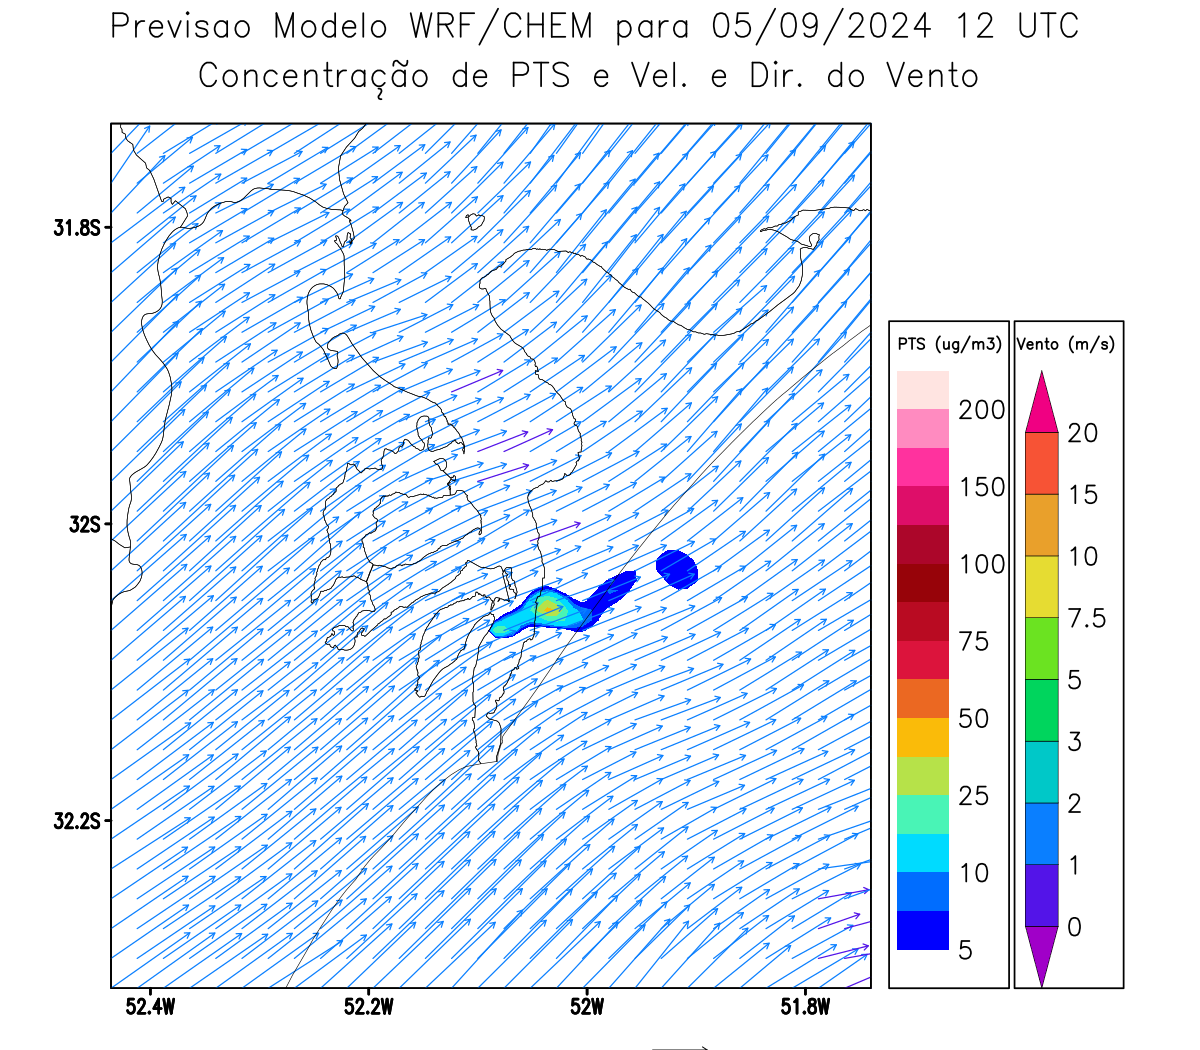 Previsao Modelo WRF/CHEM para 05/09/2024 12 UTC
Concentração de PTS e Vel. e Dir. do Vento
31.8S
32S
32.2S
52.4W 52.2W 52W 51.8W
PTS (ug/m3)
200
150
100
75
50
25
10
5
Vento (m/s)
20
15
10
7.5
5
3
2
1
0